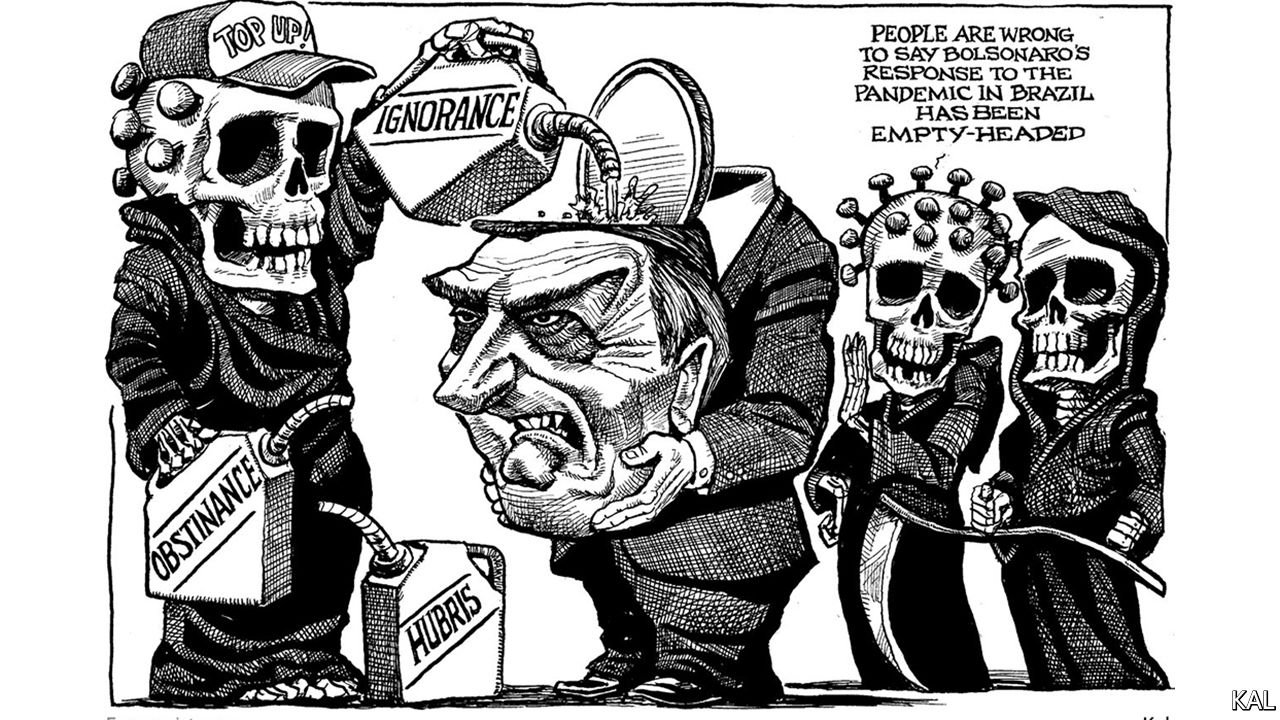 TOP UP!
IGNORANCE
PEOPLE ARE WRONG
TO SAY BOLSONARO'S
RESPONSE TO THE
PANDEMIC IN BRAZIL
HAS BEEN
EMPTY-HEADED
OBSTINANCE
HUBRIS
KAL